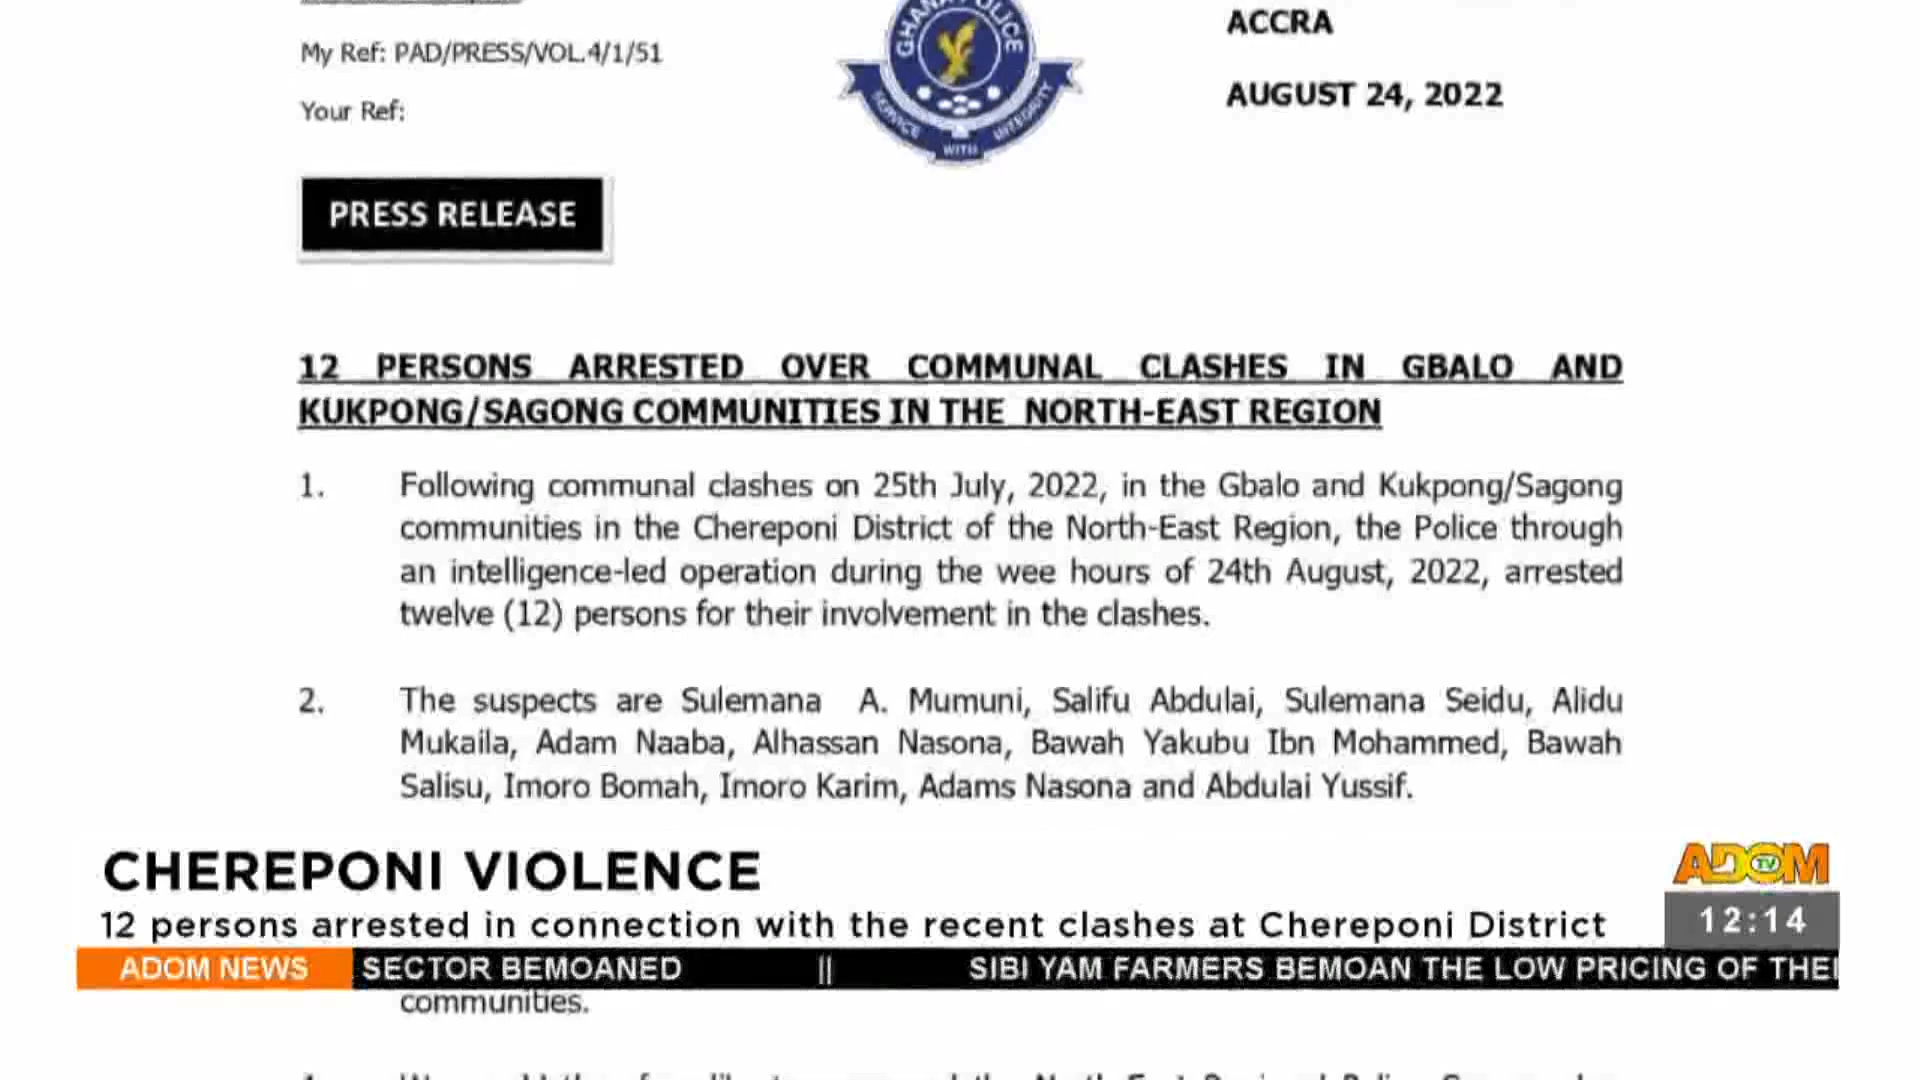 ACCRA
My Ref: PAD/PRESS/VOL.4/1/51
AUGUST 24, 2022
Your Ref:
GHANA POLICE
SERVICE WITH INTEGRITY
PRESS RELEASE
12 PERSONS ARRESTED OVER COMMUNAL CLASHES IN GBALO AND
KUKPONG/SAGONG COMMUNITIES IN THE NORTH-EAST REGION
1. Following communal clashes on 25th July, 2022, in the Gbalo and Kukpong/Sagong
communities in the Chereponi District of the North-East Region, the Police through
an intelligence-led operation during the wee hours of 24th August, 2022, arrested
twelve (12) persons for their involvement in the clashes.
2. The suspects are Sulemana A. Mumuni, Salifu Abdulai, Sulemana Seidu, Alidu
Mukaila, Adam Naaba, Alhassan Nasona, Bawah Yakubu Ibn Mohammed, Bawah
Salisu, Imoro Bomah, Imoro Karim, Adams Nasona and Abdulai Yussif.
CHEREPONI VIOLENCE
ADOM TV
12 persons arrested in connection with the recent clashes at Chereponi District
12:14
ADOM NEWS SECTOR BEMOANED || SIBI YAM FARMERS BEMOAN THE LOW PRICING OF THEI
communities.